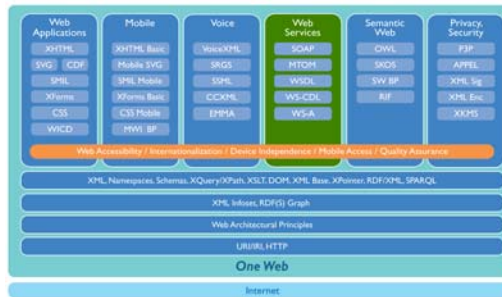 Web Applications
XHTML
SVG CDF
SMIL
XForms
CSS
WICD
Mobile
XHTML Basic
Mobile SVG
SMIL Mobile
XForms Basic
CSS Mobile
MWI BP
Voice
VoiceXML
SRGS
SSML
CCXML
EMMA
Web Services
SOAP
MTOM
WSDL
WS-CDL
WS-A
Semantic Web
OWL
SKOS
SW BP
RIF
Privacy, Security
P3P
APPEL
XML Sig
XML Enc
XKMS
Web Accessibility / Internationalization / Device Independence / Mobile Access / Quality Assurance
XML, Namespaces, Schemas, XQuery/XPath, XSLT, DOM, XML Base, XPointer, RDF/XML, SPARQL
XML Infoset, RDF(S) Graph
Web Architectural Principles
URI/IRI, HTTP
One Web
Internet